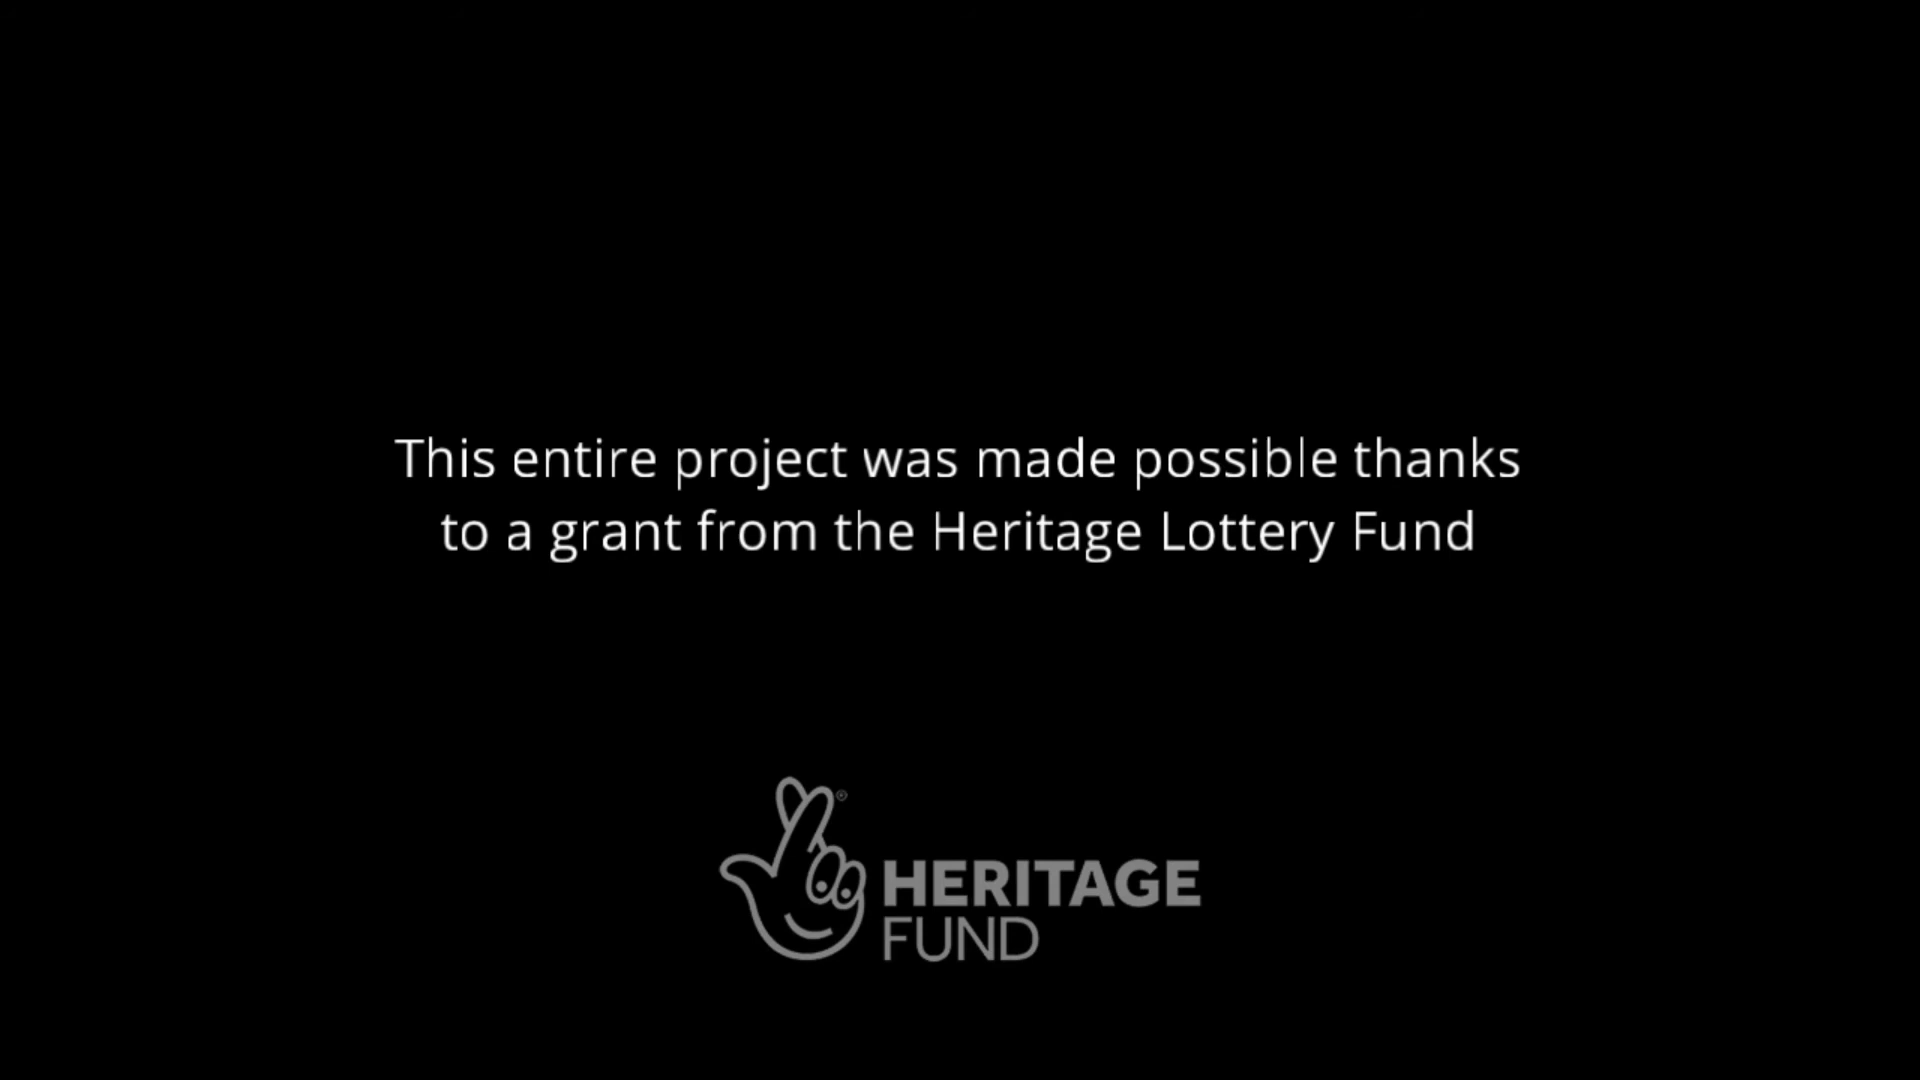 This entire project was made possible thanks
to a grant from the Heritage Lottery Fund
®
HERITAGE
FUND